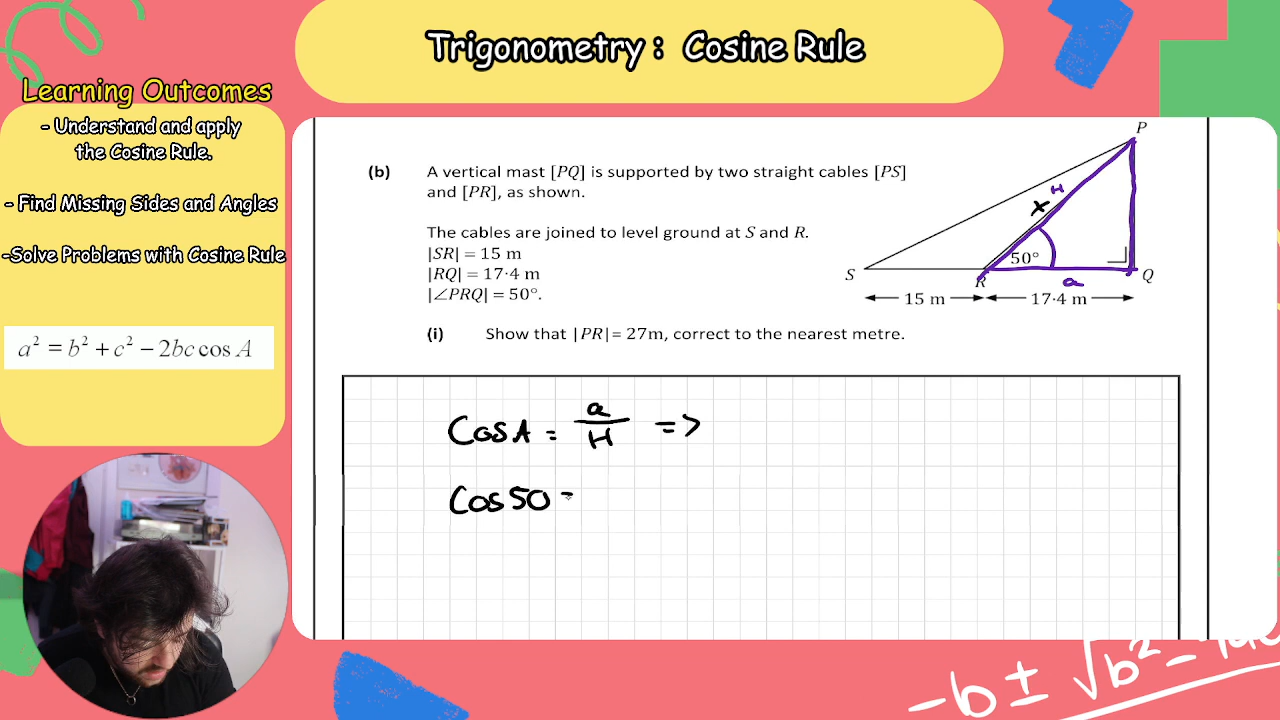 Trigonometry : Cosine Rule
Learning Outcomes
- Understand and apply
the Cosine Rule.
- Find Missing Sides and Angles
-Solve Problems with Cosine Rule
a² = b² + c² − 2bc cos A
(b) A vertical mast [PQ] is supported by two straight cables [PS]
and [PR], as shown.
The cables are joined to level ground at S and R.
|SR| = 15 m
|RQ| = 17·4 m
|∠PRQ| = 50°.
(i) Show that |PR| = 27m, correct to the nearest metre.
P
H
x
50°
S
R
a
Q
15 m
17·4 m
Cos A = a/H =>
Cos 50 =
-b ± √b² -